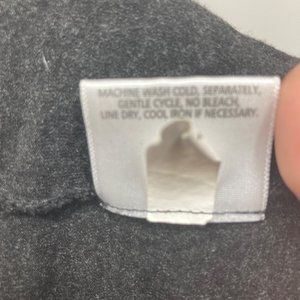 MACHINE WASH COLD, SEPARATELY,
GENTLE CYCLE, NO BLEACH,
LINE DRY, COOL IRON IF NECESSARY.